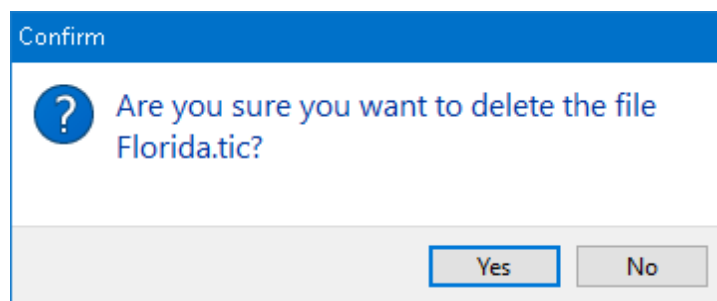 Confirm
?
Are you sure you want to delete the file
Florida.tic?
Yes
No